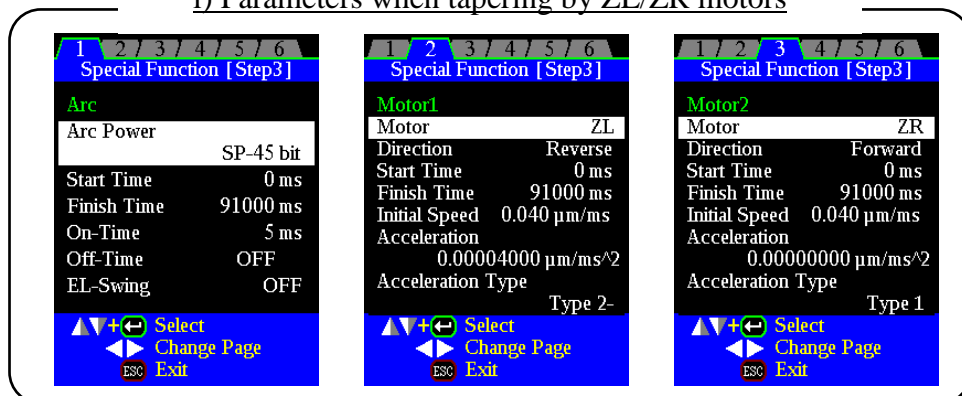 i) Parameters when tapering by ZL/ZR motors
1 2 3 4 5 6
Special Function [Step3]
Arc
Arc Power
SP-45 bit
Start Time 0 ms
Finish Time 91000 ms
On-Time 5 ms
Off-Time OFF
EL-Swing OFF
Select
Change Page
ESC Exit
1 2 3 4 5 6
Special Function [Step3]
Motor1
Motor ZL
Direction Reverse
Start Time 0 ms
Finish Time 91000 ms
Initial Speed 0.040 µm/ms
Acceleration
0.00004000 µm/ms^2
Acceleration Type
Type 2-
+ Select
Change Page
ESC Exit
1 2 3 4 5 6
Special Function [Step3]
Motor2
Motor ZR
Direction Forward
Start Time 0 ms
Finish Time 91000 ms
Initial Speed 0.040 µm/ms
Acceleration
0.00000000 µm/ms^2
Acceleration Type
Type 1
+ Select
Change Page
ESC Exit